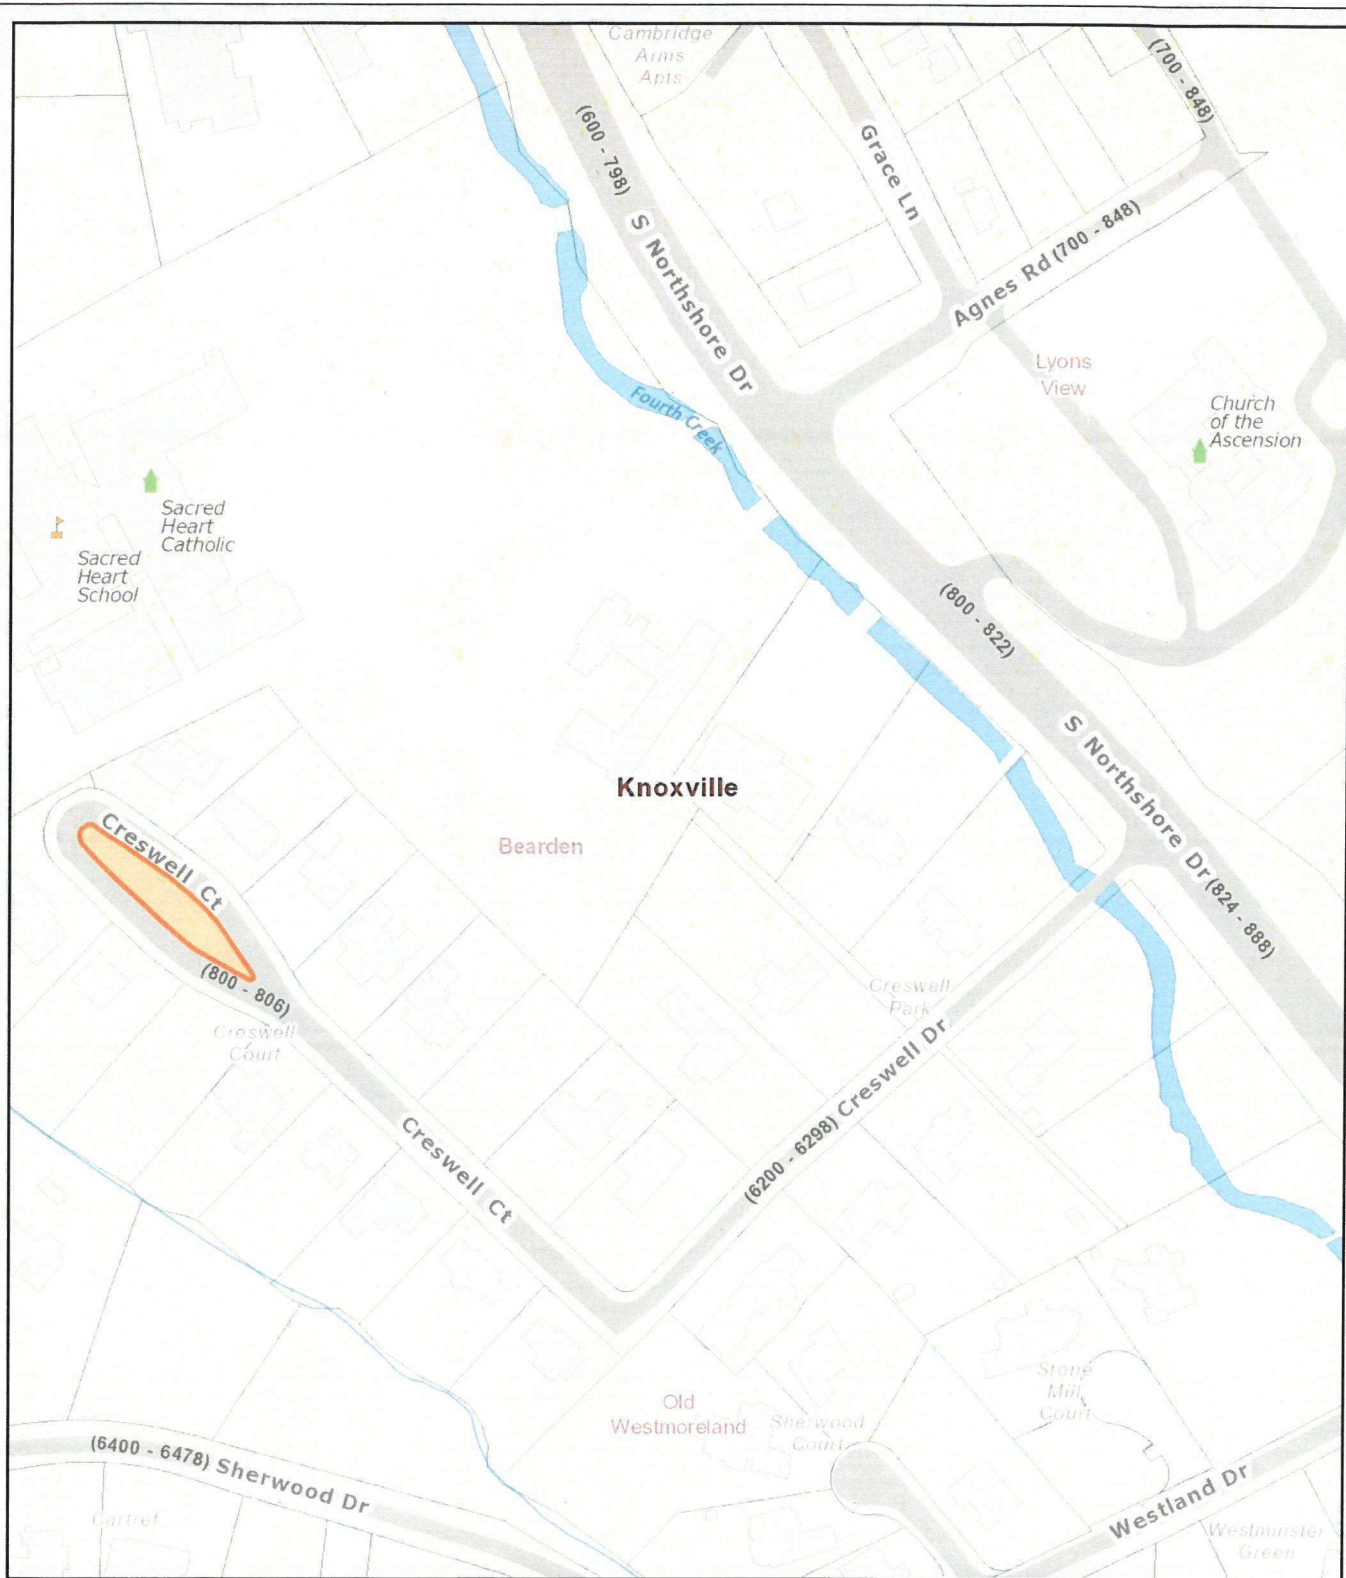 Cambridge
Arms
Apts
(700 - 848)
(600 - 798)
Grace Ln
S Northshore Dr
Agnes Rd (700 - 848)
Lyons
View
Fourth Creek
Church
of the
Ascension
Sacred
Heart
Catholic
Sacred
Heart
School
(800 - 822)
S Northshore Dr (824 - 888)
Knoxville
Creswell Ct
Bearden
(800 - 806)
Creswell
Park
Creswell
Court
Creswell Ct
(6200 - 6298) Creswell Dr
Stone
Mill
Court
Old
Westmoreland
Sherwood
Court
(6400 - 6478) Sherwood Dr
Westland Dr
Cartref
Westminster
Green